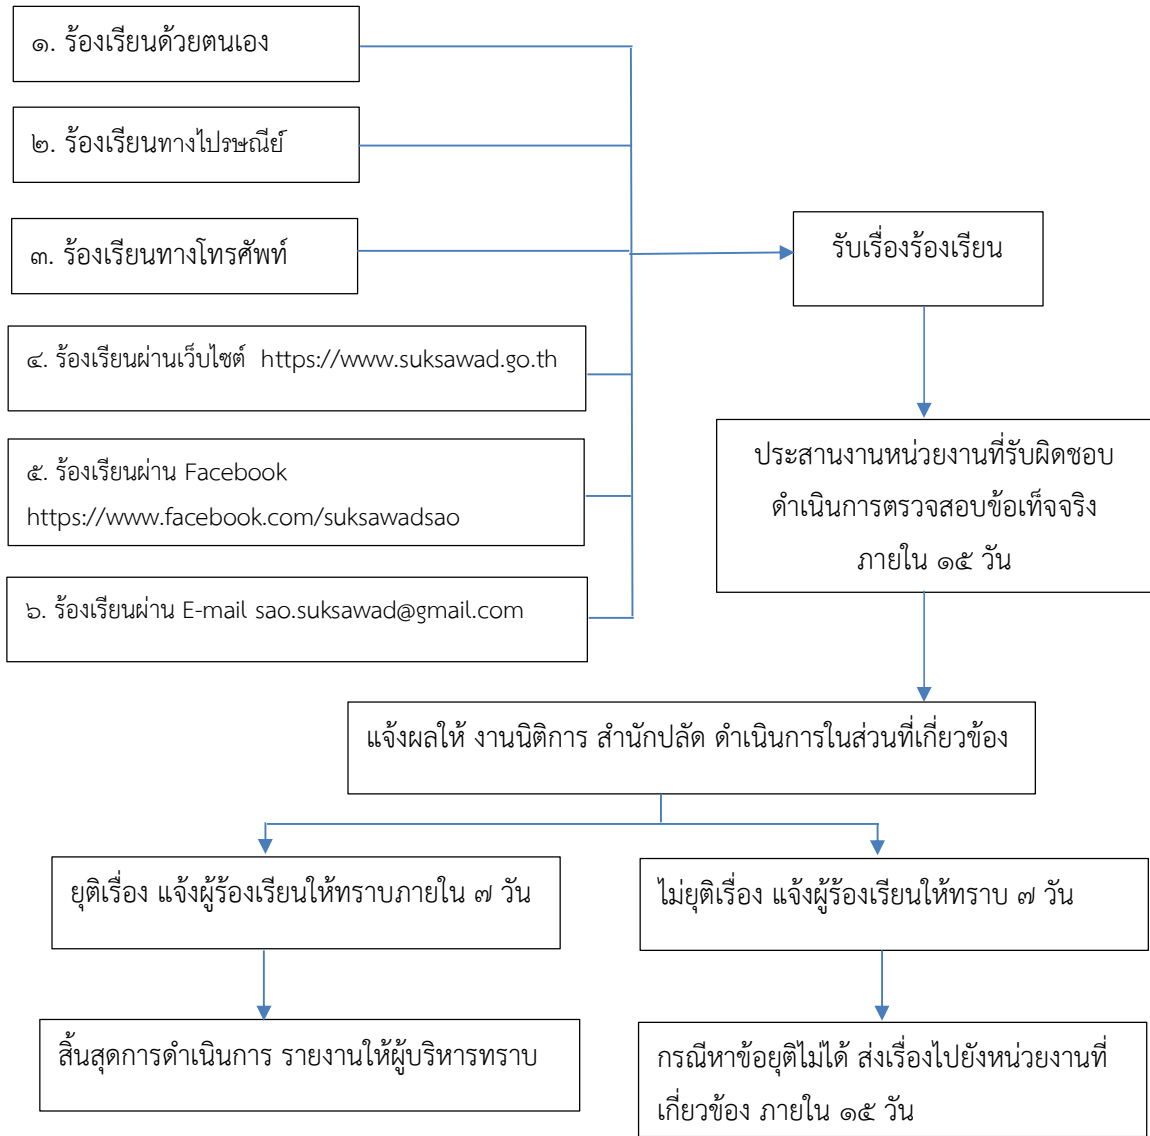 ๑. ร้องเรียนด้วยตนเอง
๒. ร้องเรียนทางไปรษณีย์
๓. ร้องเรียนทางโทรศัพท์
๔. ร้องเรียนผ่านเว็บไซต์ https://www.suksawad.go.th
๕. ร้องเรียนผ่าน Facebook
https://www.facebook.com/suksawadsao
๖. ร้องเรียนผ่าน E-mail sao.suksawad@gmail.com
รับเรื่องร้องเรียน
ประสานงานหน่วยงานที่รับผิดชอบ
ดำเนินการตรวจสอบข้อเท็จจริง
ภายใน ๑๕ วัน
แจ้งผลให้ งานนิติการ สำนักปลัด ดำเนินการในส่วนที่เกี่ยวข้อง
ยุติเรื่อง แจ้งผู้ร้องเรียนให้ทราบภายใน ๗ วัน
ไม่ยุติเรื่อง แจ้งผู้ร้องเรียนให้ทราบ ๗ วัน
สิ้นสุดการดำเนินการ รายงานให้ผู้บริหารทราบ
กรณีหาข้อยุติไม่ได้ ส่งเรื่องไปยังหน่วยงานที่
เกี่ยวข้อง ภายใน ๑๕ วัน